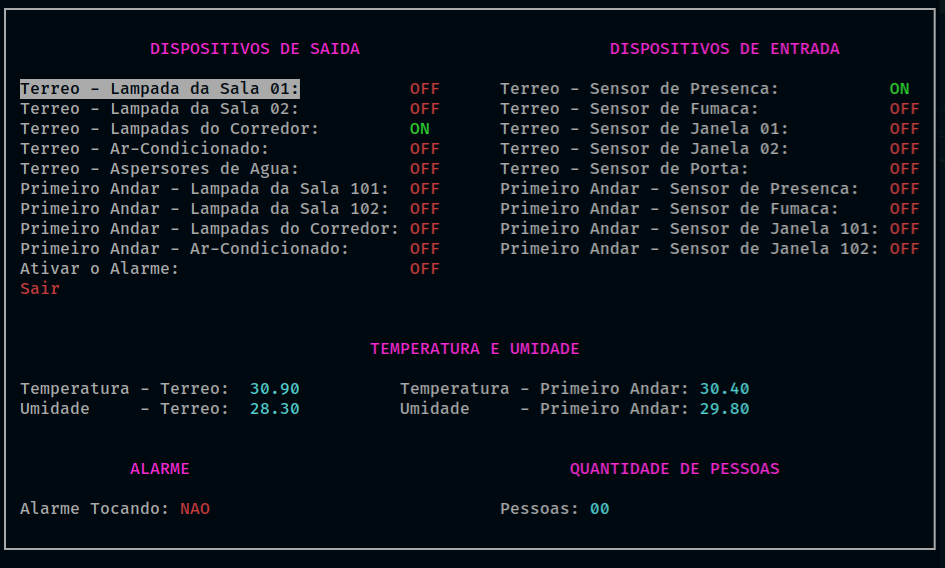 DISPOSITIVOS DE SAIDA DISPOSITIVOS DE ENTRADA
Terreo - Lampada da Sala 01: OFF Terreo - Sensor de Presenca: ON
Terreo - Lampada da Sala 02: OFF Terreo - Sensor de Fumaca: OFF
Terreo - Lampadas do Corredor: ON Terreo - Sensor de Janela 01: OFF
Terreo - Ar-Condicionado: OFF Terreo - Sensor de Janela 02: OFF
Terreo - Aspersores de Agua: OFF Terreo - Sensor de Porta: OFF
Primeiro Andar - Lampada da Sala 101: OFF Primeiro Andar - Sensor de Presenca: OFF
Primeiro Andar - Lampada da Sala 102: OFF Primeiro Andar - Sensor de Fumaca: OFF
Primeiro Andar - Lampadas do Corredor: OFF Primeiro Andar - Sensor de Janela 101: OFF
Primeiro Andar - Ar-Condicionado: OFF Primeiro Andar - Sensor de Janela 102: OFF
Ativar o Alarme: OFF
Sair
TEMPERATURA E UMIDADE
Temperatura - Terreo: 30.90 Temperatura - Primeiro Andar: 30.40
Umidade - Terreo: 28.30 Umidade - Primeiro Andar: 29.80
ALARME QUANTIDADE DE PESSOAS
Alarme Tocando: NAO Pessoas: 00